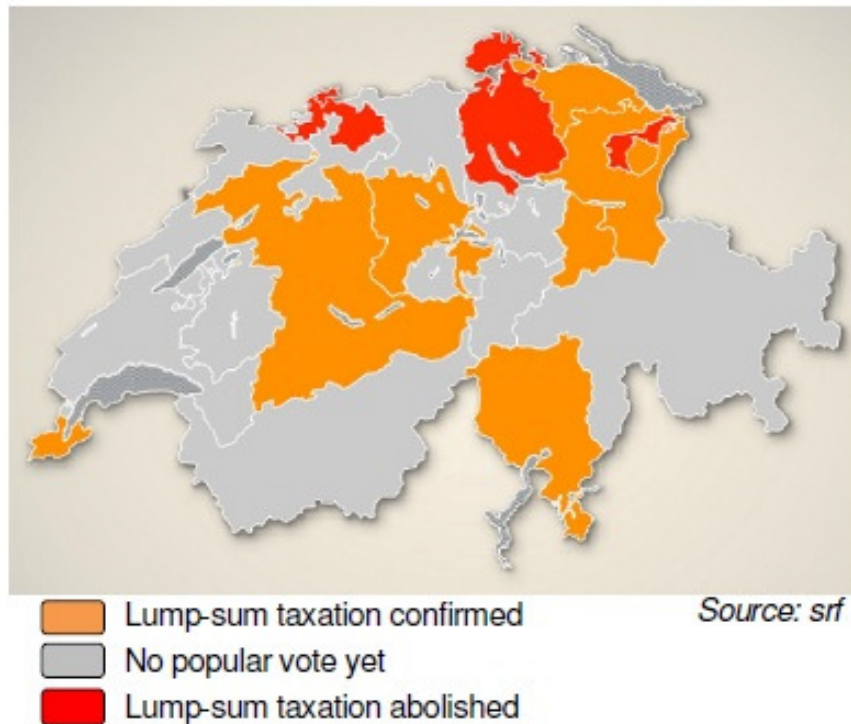 Lump-sum taxation confirmed
Source: srf
No popular vote yet
Lump-sum taxation abolished